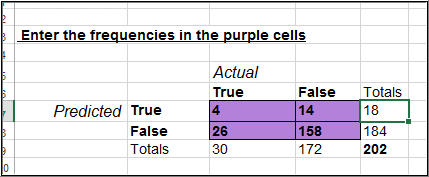 Enter the frequencies in the purple cells
Actual
True False Totals
Predicted True 4 14 18
False 26 158 184
Totals 30 172 202